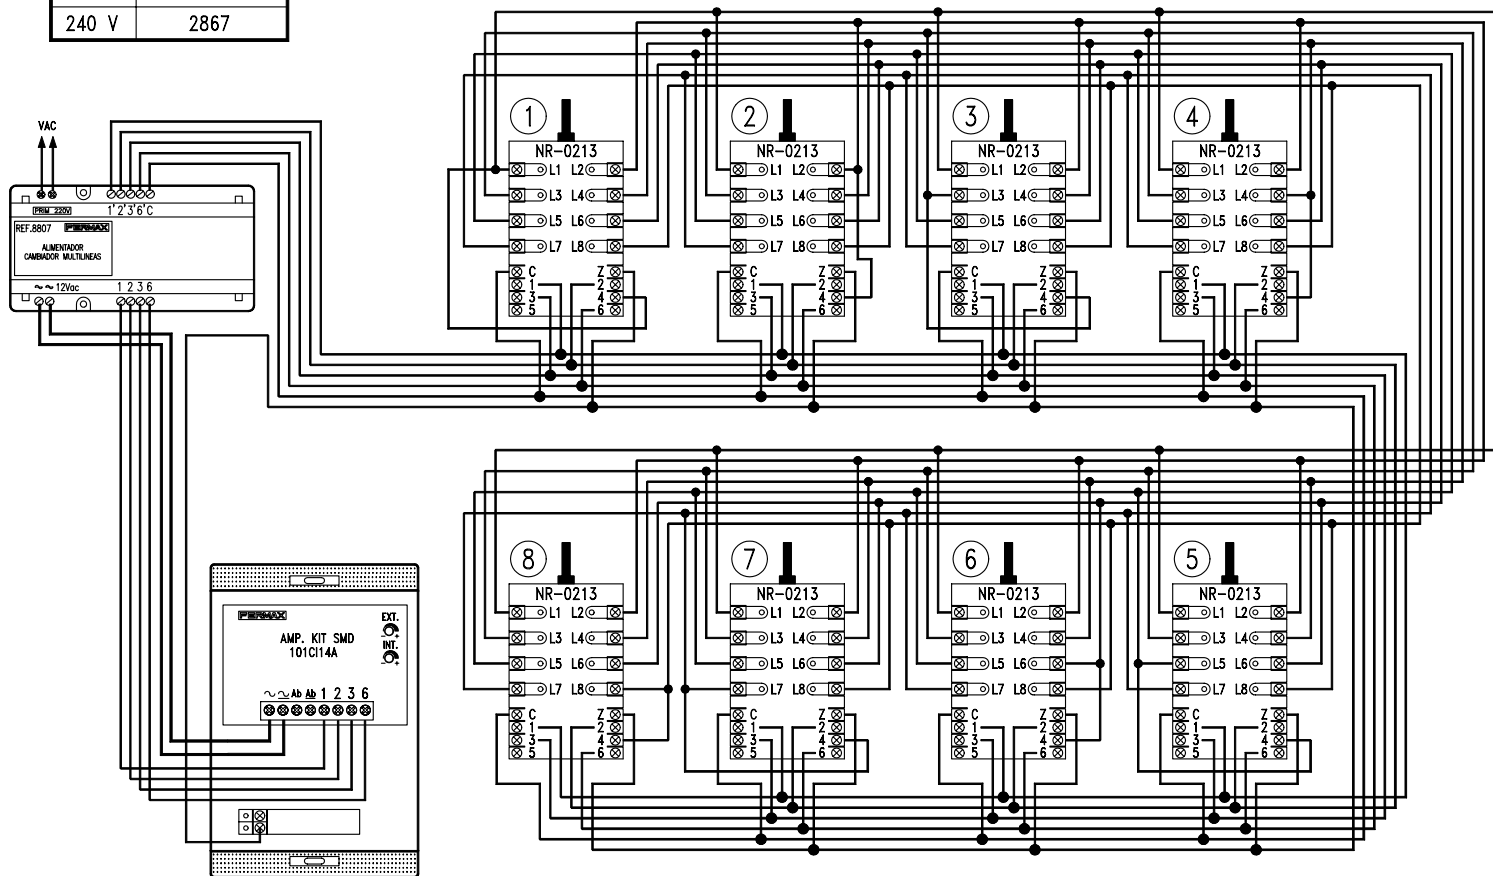 240 V 2867
VAC
PRIM. 220V 1'2'3'6'C
REF.8807 FERMAX
ALIMENTADOR
CAMBIADOR MULTILINEAS
~ ~ 12Vac 1 2 3 6
1
NR-0213
L1 L2
L3 L4
L5 L6
L7 L8
C Z
1 2
3 4
5 6
2
NR-0213
L1 L2
L3 L4
L5 L6
L7 L8
C Z
1 2
3 4
5 6
3
NR-0213
L1 L2
L3 L4
L5 L6
L7 L8
C Z
1 2
3 4
5 6
4
NR-0213
L1 L2
L3 L4
L5 L6
L7 L8
C Z
1 2
3 4
5 6
FERMAX
EXT.
- +
AMP. KIT SMD
101CI14A
INT.
- +
~ ~ Ab Ab 1 2 3 6
8
NR-0213
L1 L2
L3 L4
L5 L6
L7 L8
C Z
1 2
3 4
5 6
7
NR-0213
L1 L2
L3 L4
L5 L6
L7 L8
C Z
1 2
3 4
5 6
6
NR-0213
L1 L2
L3 L4
L5 L6
L7 L8
C Z
1 2
3 4
5 6
5
NR-0213
L1 L2
L3 L4
L5 L6
L7 L8
C Z
1 2
3 4
5 6